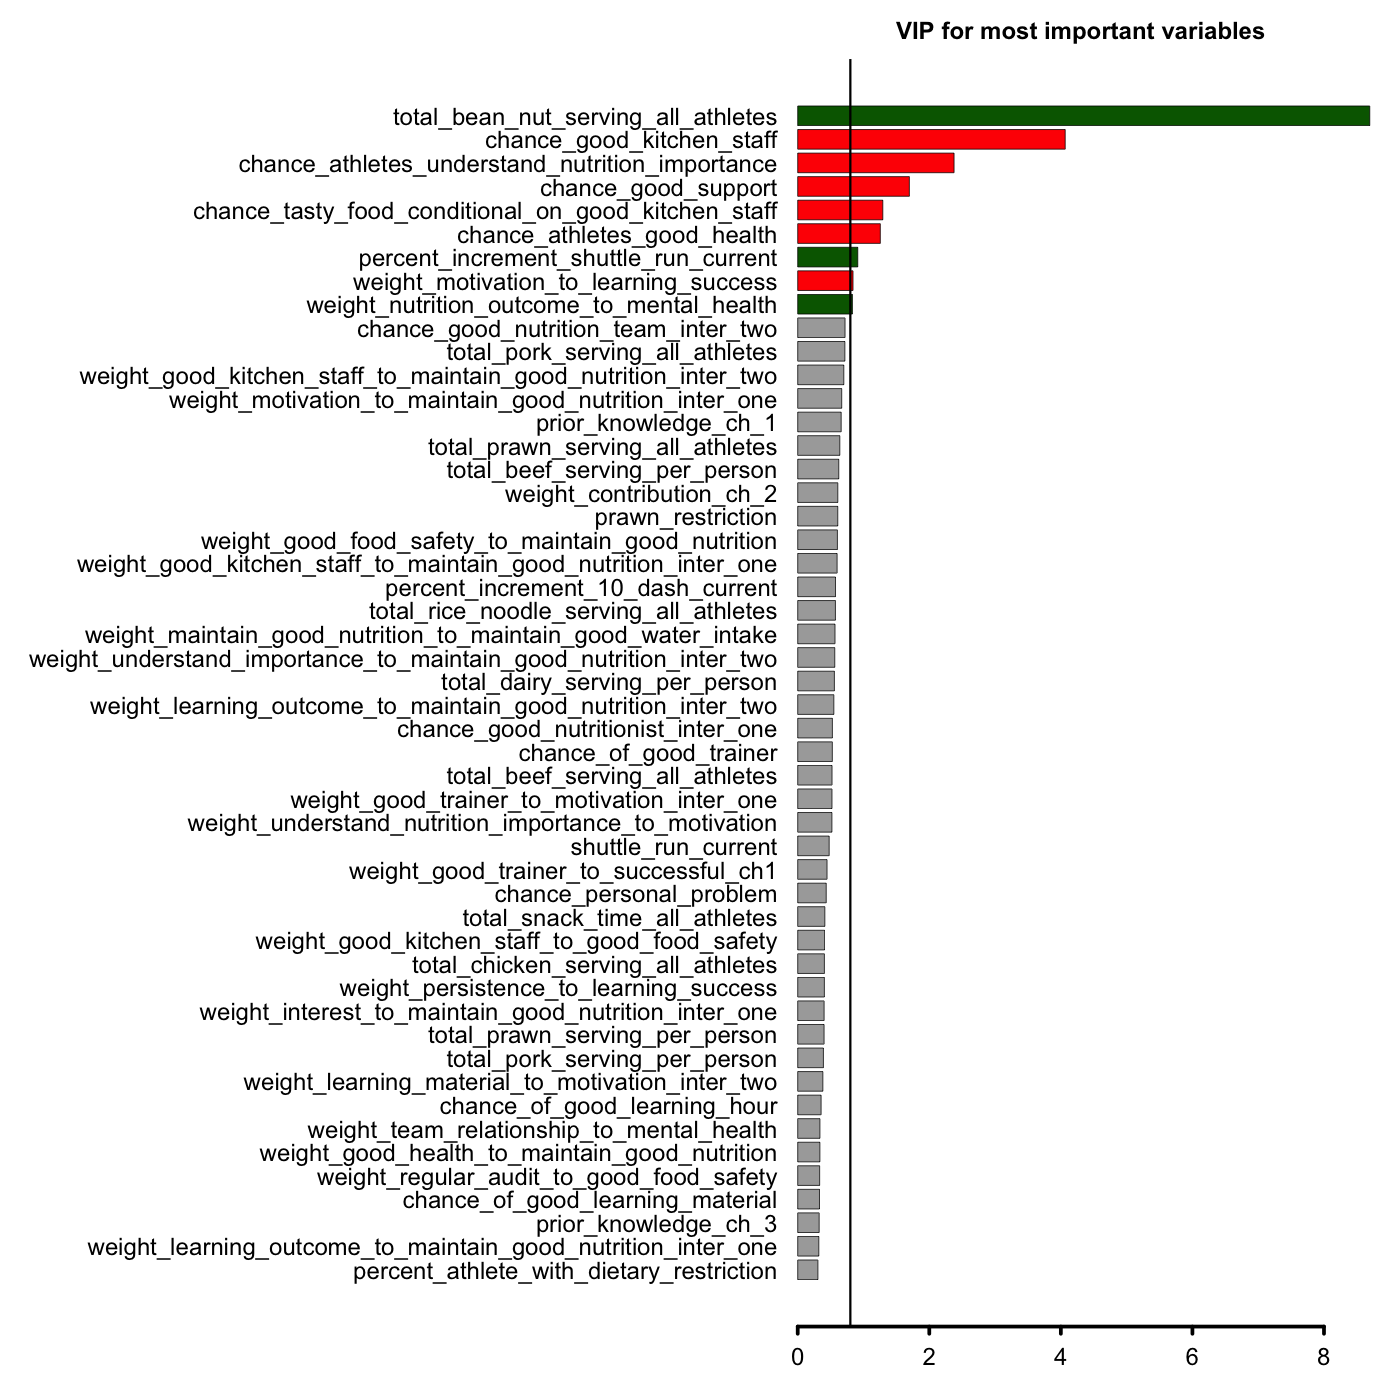 VIP for most important variables
total_bean_nut_serving_all_athletes
chance_good_kitchen_staff
chance_athletes_understand_nutrition_importance
chance_good_support
chance_tasty_food_conditional_on_good_kitchen_staff
chance_athletes_good_health
percent_increment_shuttle_run_current
weight_motivation_to_learning_success
weight_nutrition_outcome_to_mental_health
chance_good_nutrition_team_inter_two
total_pork_serving_all_athletes
weight_good_kitchen_staff_to_maintain_good_nutrition_inter_two
weight_motivation_to_maintain_good_nutrition_inter_one
prior_knowledge_ch_1
total_prawn_serving_all_athletes
total_beef_serving_per_person
weight_contribution_ch_2
prawn_restriction
weight_good_food_safety_to_maintain_good_nutrition
weight_good_kitchen_staff_to_maintain_good_nutrition_inter_one
percent_increment_10_dash_current
total_rice_noodle_serving_all_athletes
weight_maintain_good_nutrition_to_maintain_good_water_intake
weight_understand_importance_to_maintain_good_nutrition_inter_two
total_dairy_serving_per_person
weight_learning_outcome_to_maintain_good_nutrition_inter_two
chance_good_nutritionist_inter_one
chance_of_good_trainer
total_beef_serving_all_athletes
weight_good_trainer_to_motivation_inter_one
weight_understand_nutrition_importance_to_motivation
shuttle_run_current
weight_good_trainer_to_successful_ch1
chance_personal_problem
total_snack_time_all_athletes
weight_good_kitchen_staff_to_good_food_safety
total_chicken_serving_all_athletes
weight_persistence_to_learning_success
weight_interest_to_maintain_good_nutrition_inter_one
total_prawn_serving_per_person
total_pork_serving_per_person
weight_learning_material_to_motivation_inter_two
chance_of_good_learning_hour
weight_team_relationship_to_mental_health
weight_good_health_to_maintain_good_nutrition
weight_regular_audit_to_good_food_safety
chance_of_good_learning_material
prior_knowledge_ch_3
weight_learning_outcome_to_maintain_good_nutrition_inter_one
percent_athlete_with_dietary_restriction
0 2 4 6 8